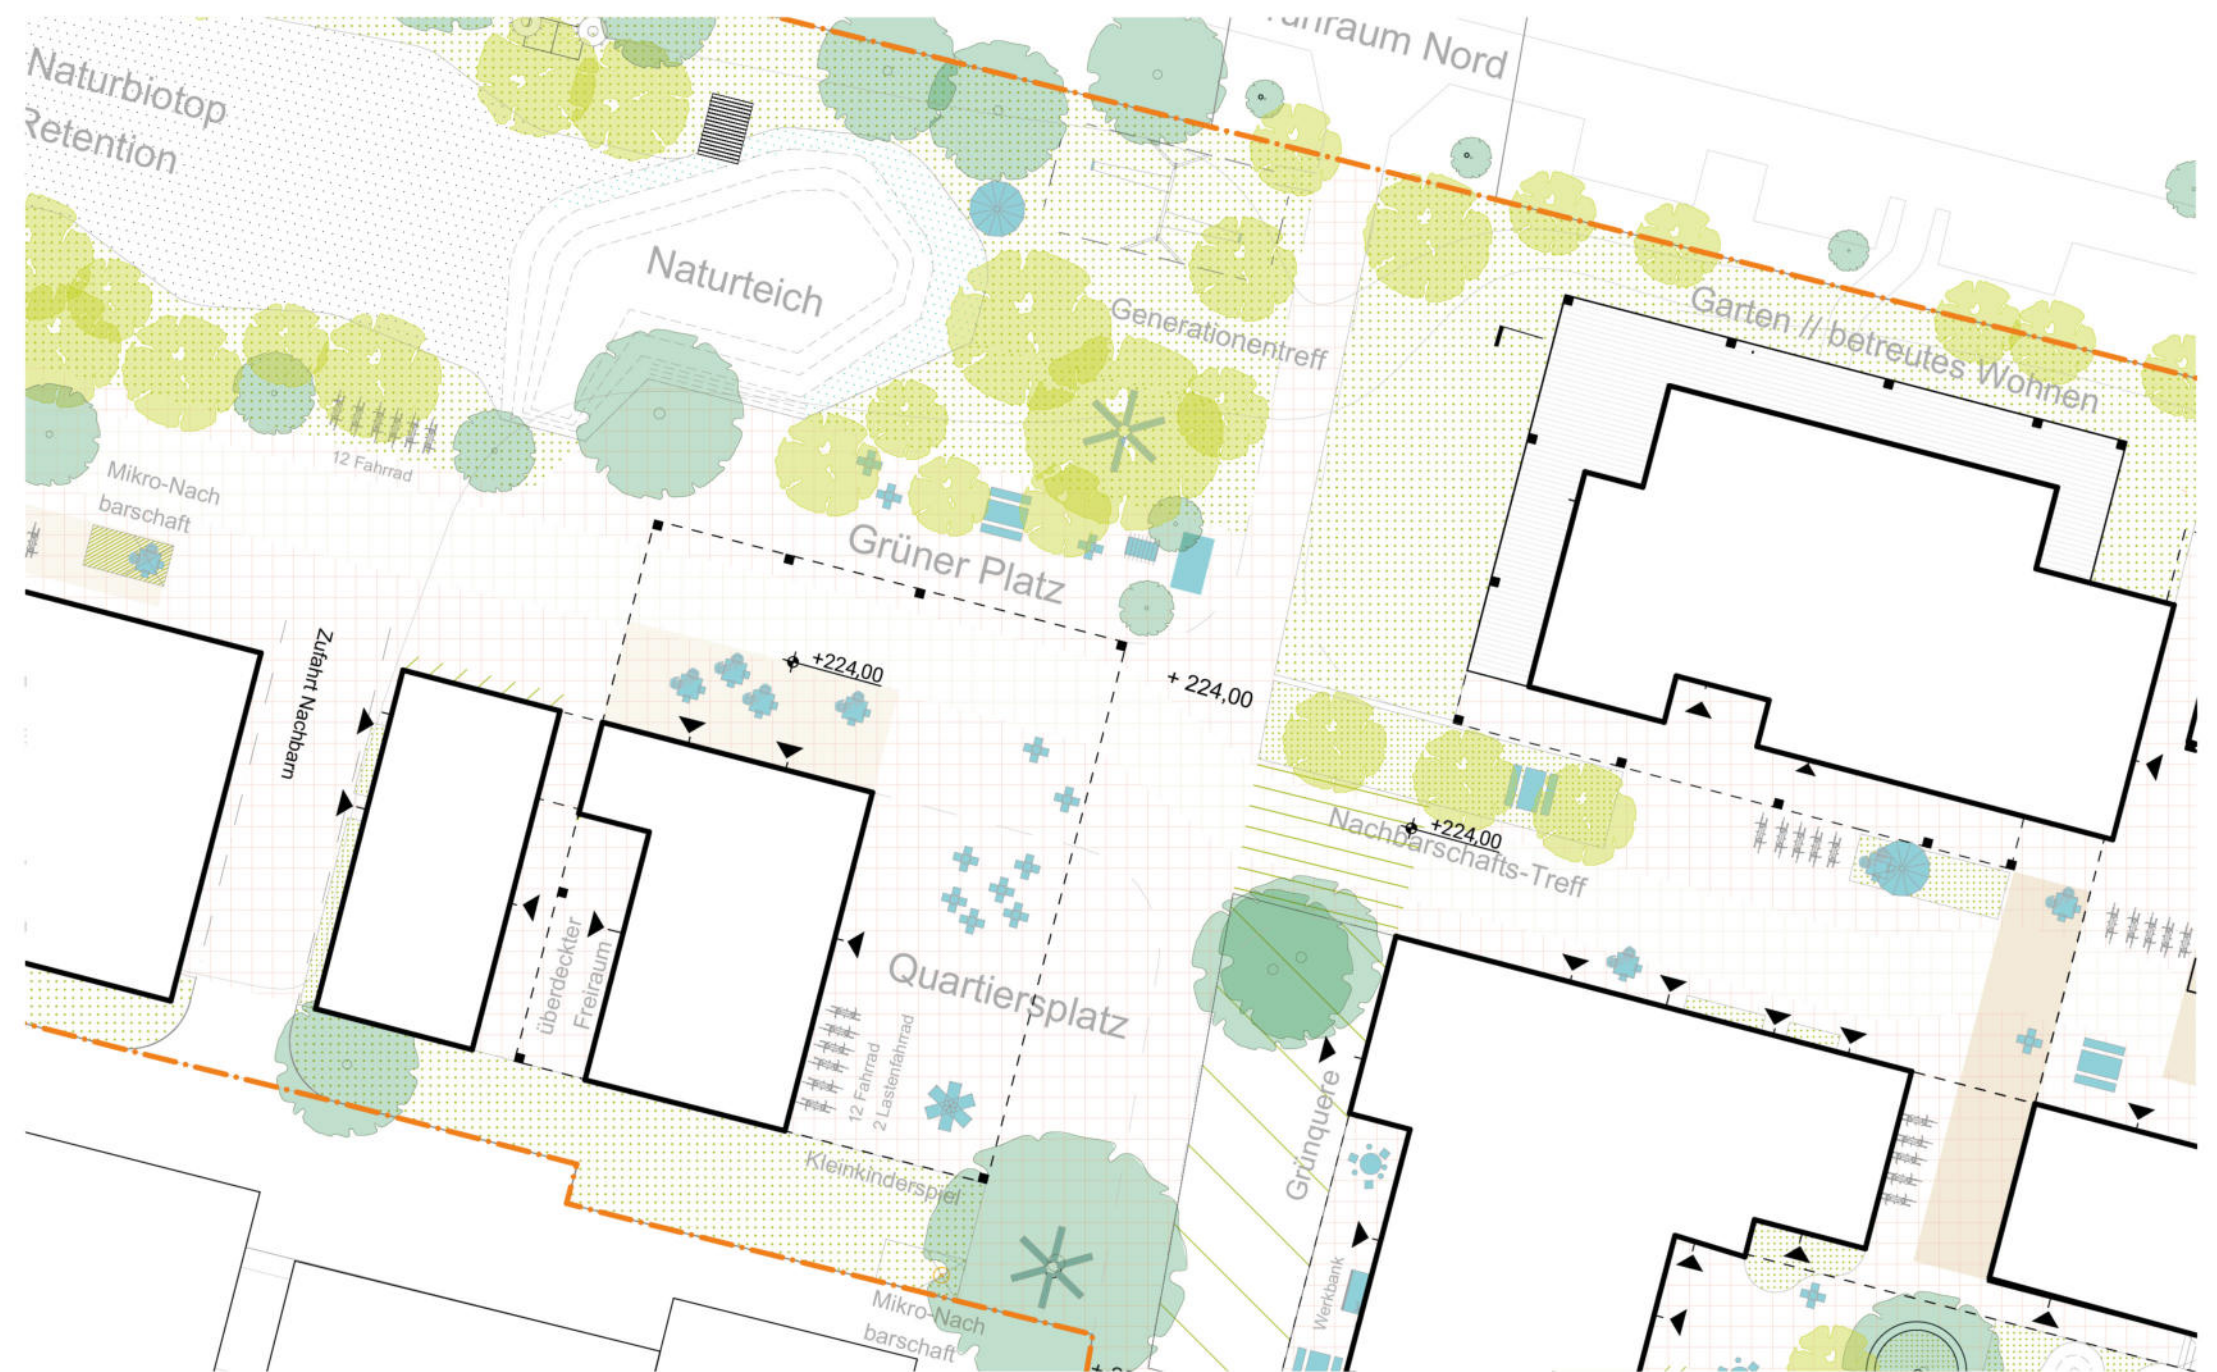 Naturbiotop
Retention
Naturteich
Generationentreff
Garten // betreutes Wohnen
12 Fahrrad
Mikro-Nach
barschaft
Grüner Platz
Zufahrt Nachbarn
+224,00
+ 224,00
Nachbarschafts-Treff
+224,00
überdeckter
Freiraum
Quartiersplatz
12 Fahrrad
2 Lastenfahrrad
Grünquere
Kleinkinderspiel
Werkbank
Mikro-Nach
barschaft
Nord